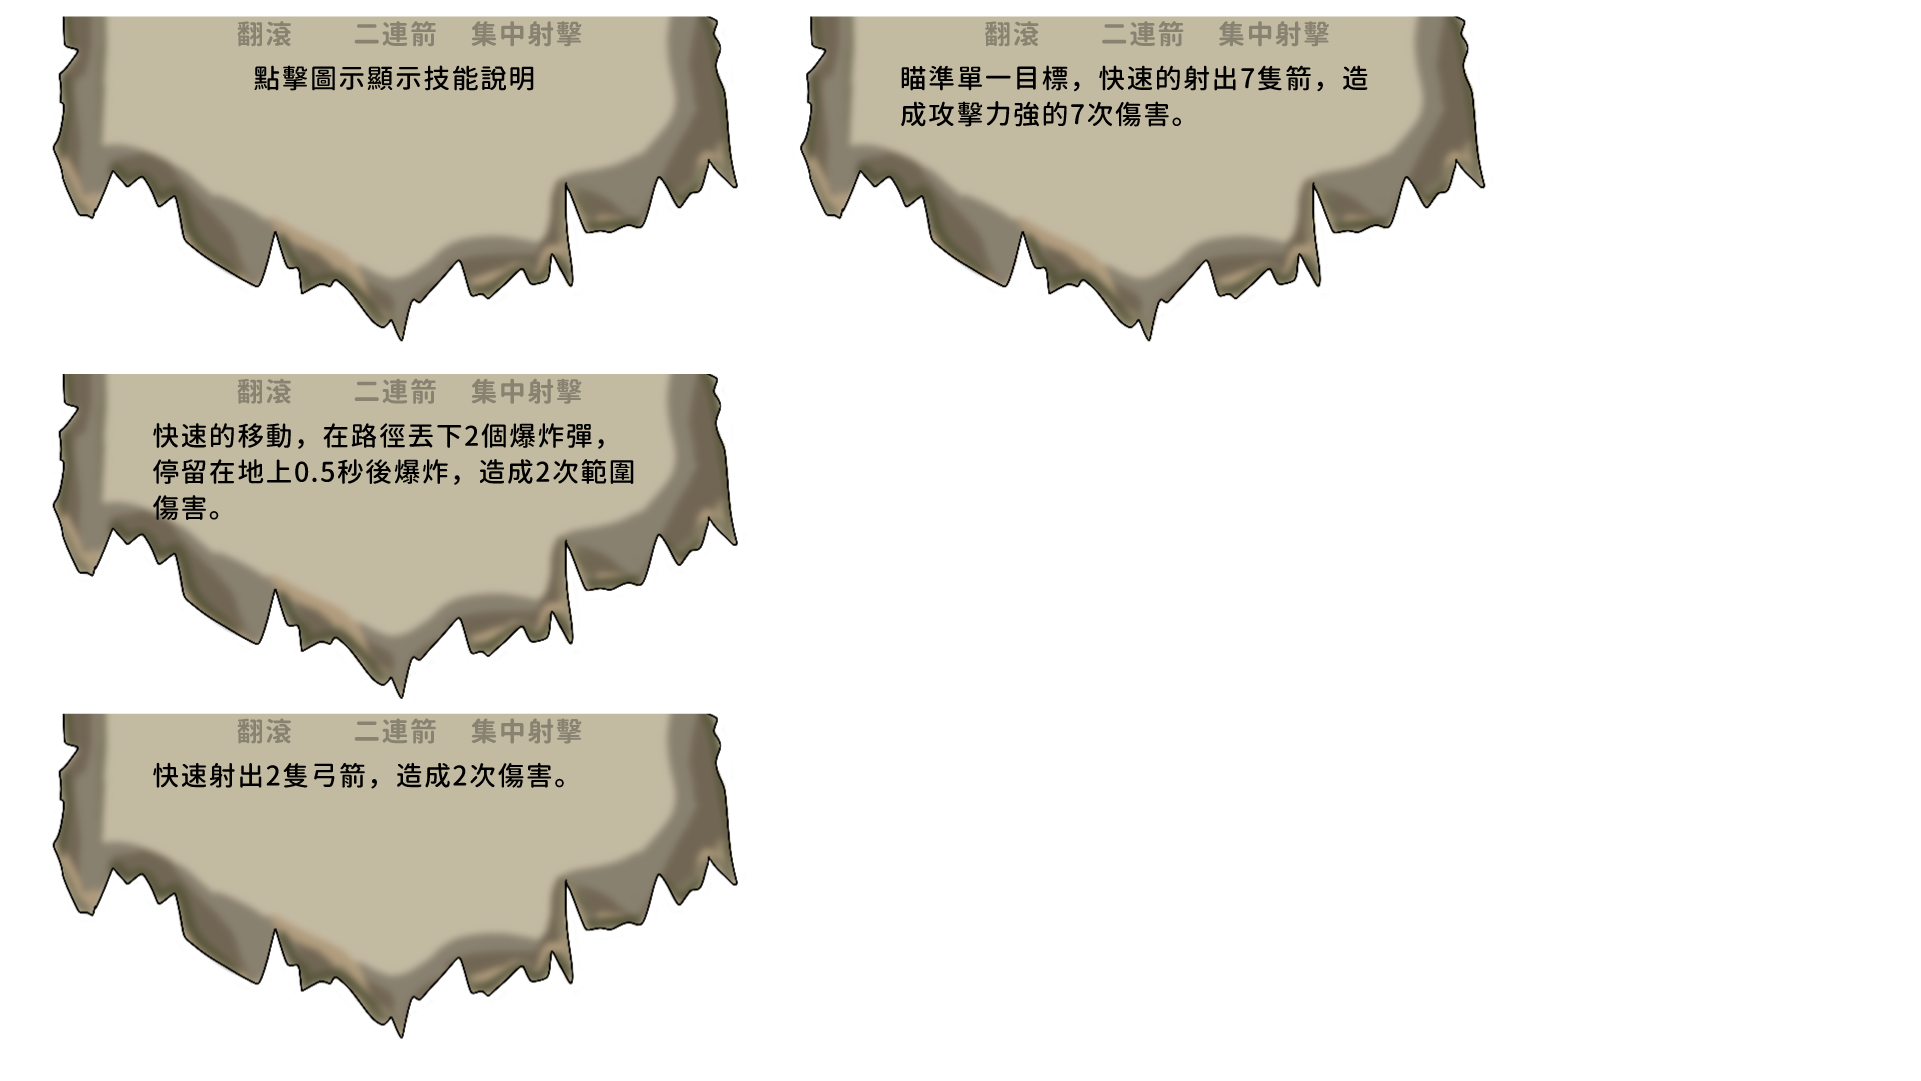 翻滾 二連箭 集中射擊
點擊圖示顯示技能說明
翻滾 二連箭 集中射擊
瞄準單一目標，快速的射出7隻箭，造
成攻擊力強的7次傷害。
翻滾 二連箭 集中射擊
快速的移動，在路徑丟下2個爆炸彈，
停留在地上0.5秒後爆炸，造成2次範圍
傷害。
翻滾 二連箭 集中射擊
快速射出2隻弓箭，造成2次傷害。